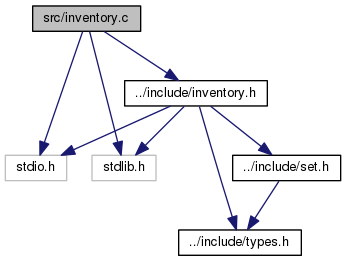 src/inventory.c
../include/inventory.h
stdio.h
stdlib.h
../include/set.h
../include/types.h